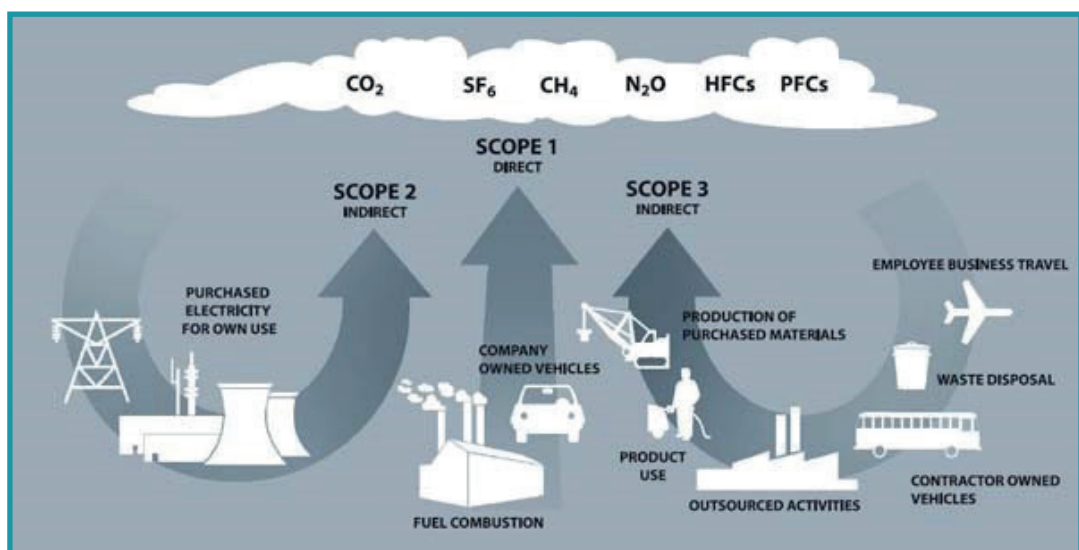 CO₂ SF₆ CH₄ N₂O HFCs PFCs
SCOPE 1
DIRECT
SCOPE 2
INDIRECT
SCOPE 3
INDIRECT
EMPLOYEE BUSINESS TRAVEL
PURCHASED
ELECTRICITY
FOR OWN USE
PRODUCTION OF
PURCHASED MATERIALS
COMPANY
OWNED VEHICLES
WASTE DISPOSAL
PRODUCT
USE
CONTRACTOR OWNED
VEHICLES
OUTSOURCED ACTIVITIES
FUEL COMBUSTION